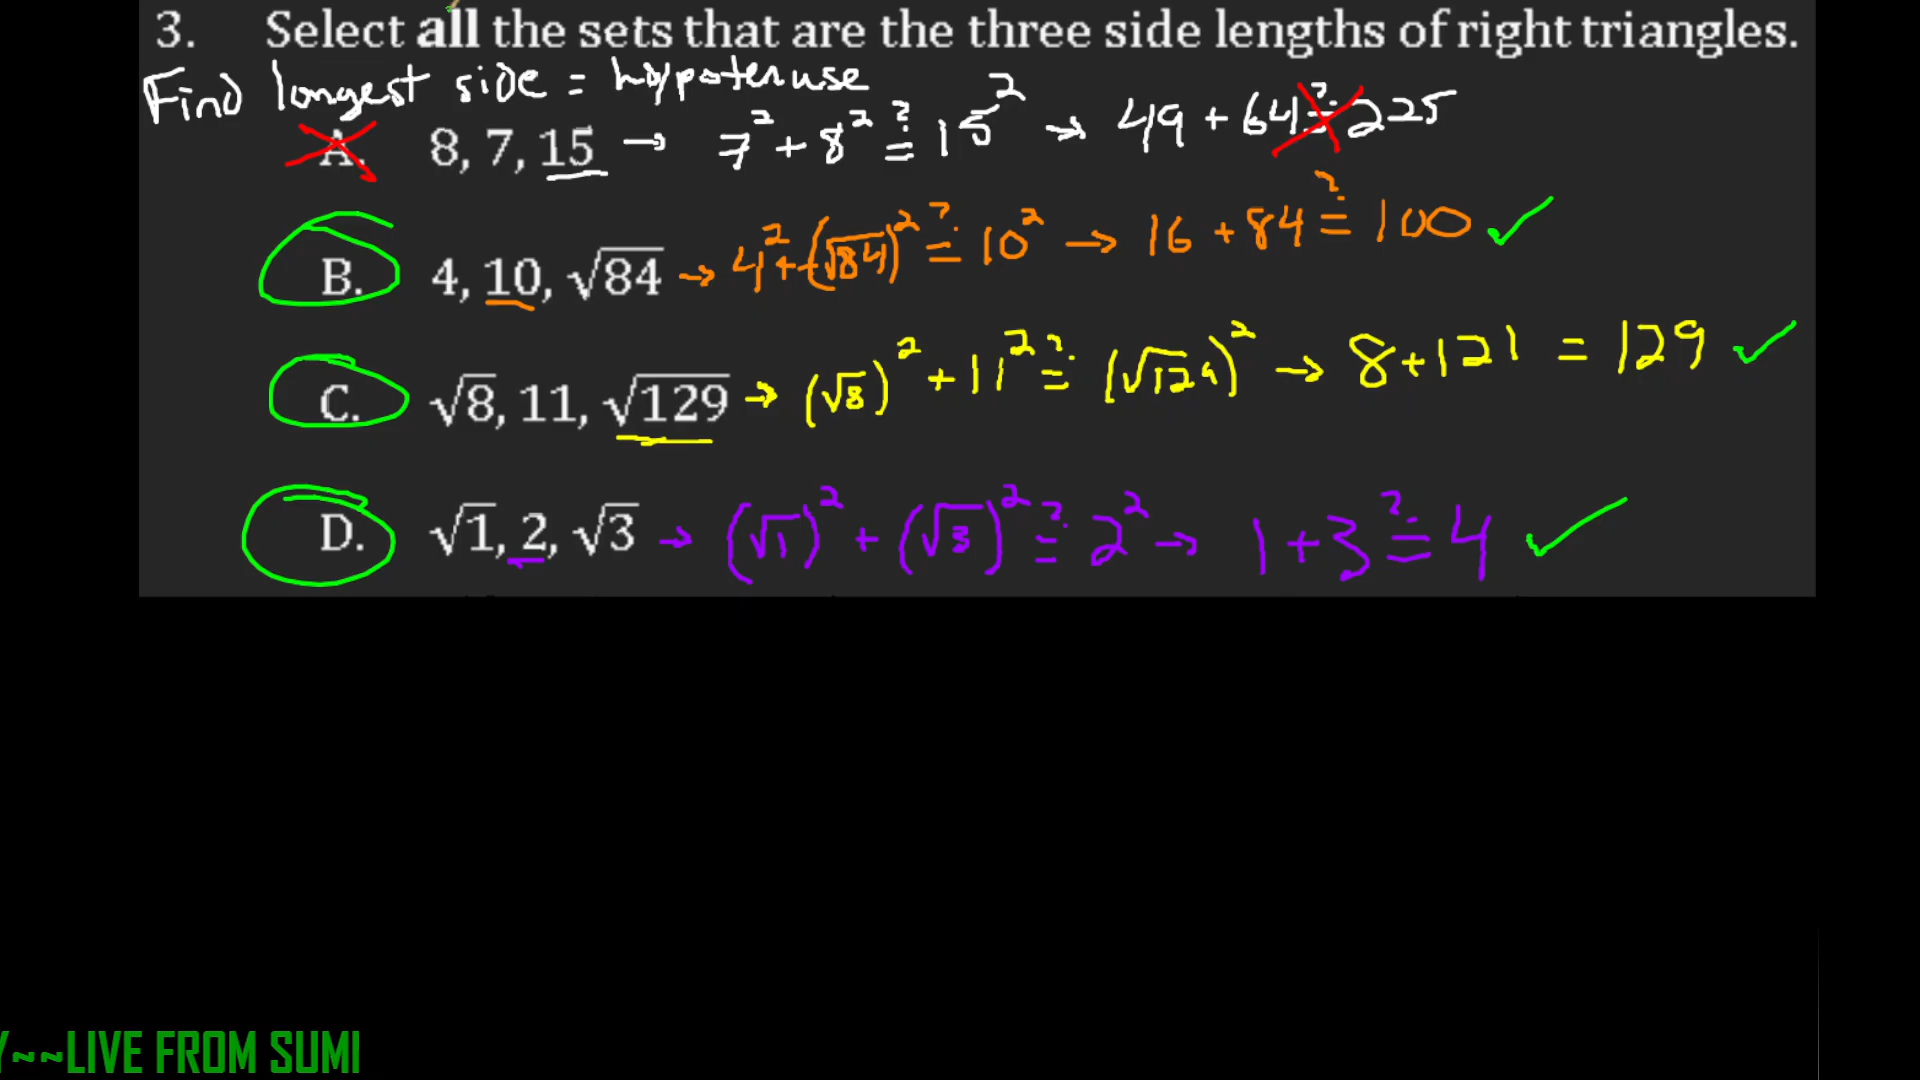 3. Select all the sets that are the three side lengths of right triangles.
Find longest side = hypotenuse
A. 8, 7, 15 → 7² + 8² ≟ 15² → 49 + 64 ≟ 225
B. 4, 10, √84 → 4² + (√84)² ≟ 10² → 16 + 84 ≟ 100 ✓
C. √8, 11, √129 → (√8)² + 11² ≟ (√129)² → 8 + 121 = 129 ✓
D. √1, 2, √3 → (√1)² + (√3)² ≟ 2² → 1 + 3 ≟ 4 ✓
Y~~LIVE FROM SUMI